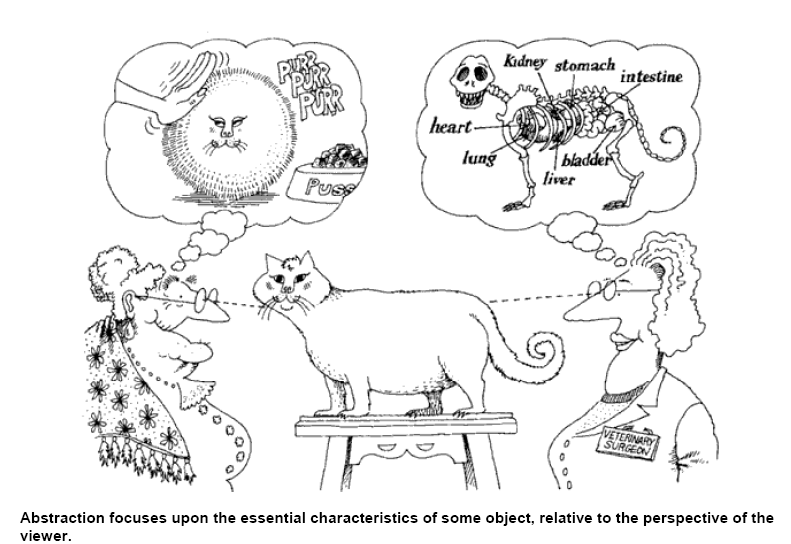 PURR
PURR
PURR
Puss
Kidney
stomach
intestine
heart
lung
bladder
liver
VETERINARY
SURGEON
Abstraction focuses upon the essential characteristics of some object, relative to the perspective of the
viewer.